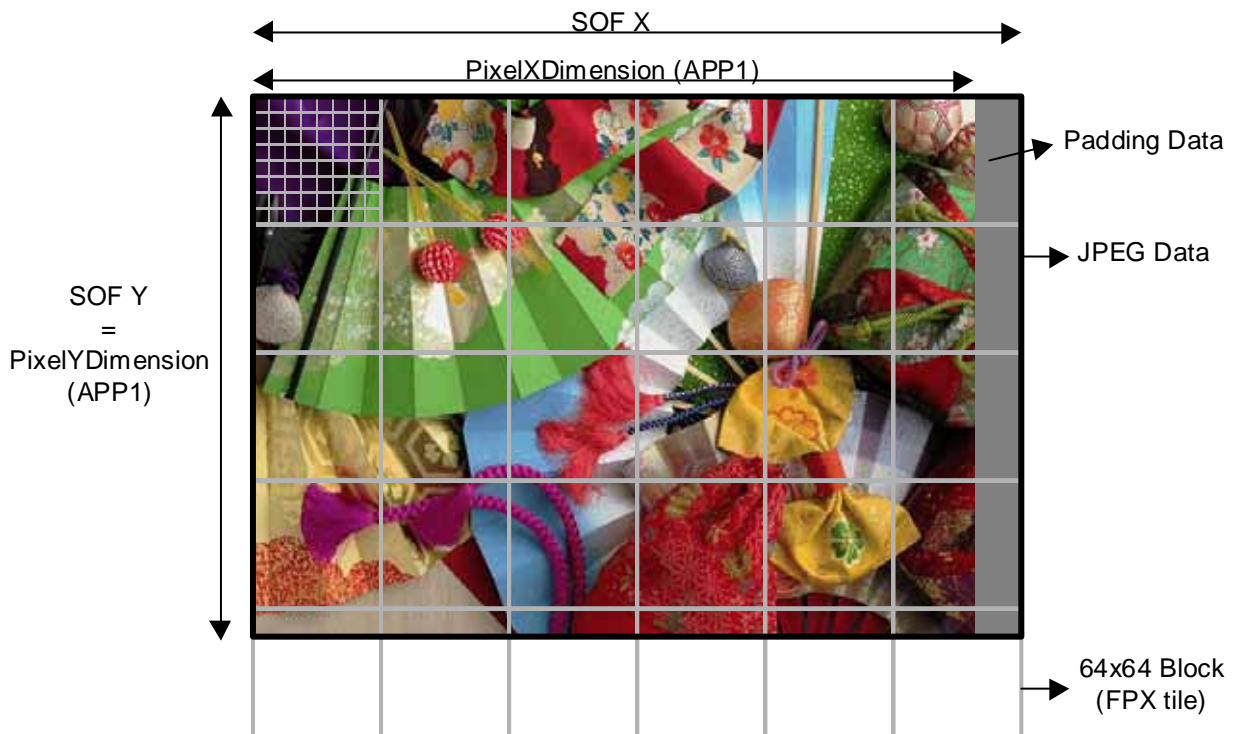 SOF X
PixelXDimension (APP1)
Padding Data
JPEG Data
SOF Y
=
PixelYDimension
(APP1)
64x64 Block
(FPX tile)